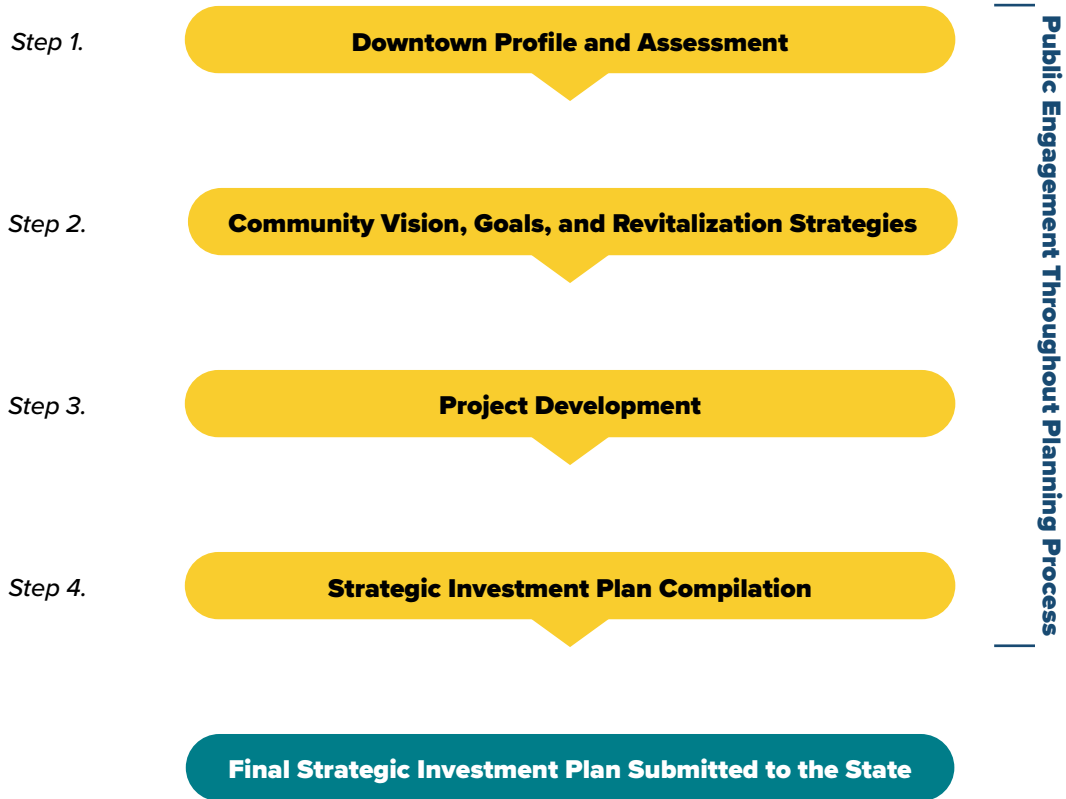 Step 1.
Downtown Profile and Assessment
Step 2.
Community Vision, Goals, and Revitalization Strategies
Step 3.
Project Development
Step 4.
Strategic Investment Plan Compilation
Final Strategic Investment Plan Submitted to the State
Public Engagement Throughout Planning Process